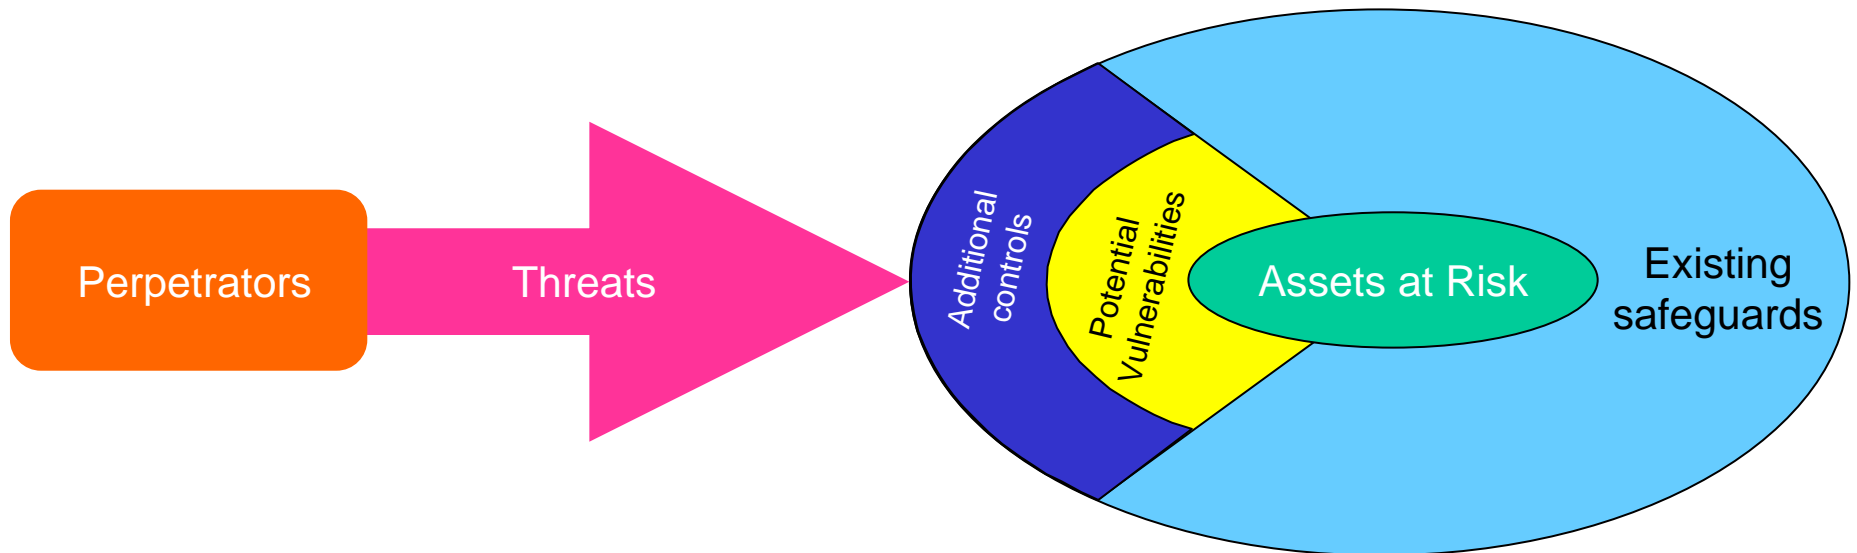 Perpetrators
Threats
Additional
controls
Potential
Vulnerabilities
Assets at Risk
Existing
safeguards